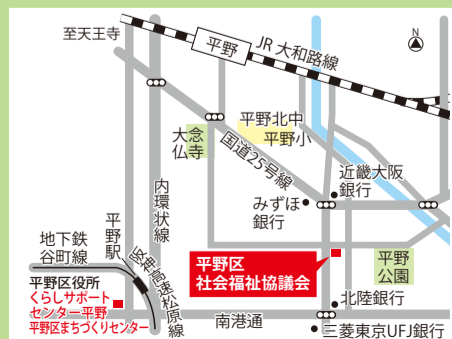 至天王寺
平野
JR 大和路線
N
大念
仏寺
平野北中
平野小
国道25号線
近畿大阪
銀行
みずほ
銀行
内環状線
平野駅
地下鉄
谷町線
阪神高速松原線
平野区
社会福祉協議会
平野
公園
平野区役所
くらしサポート
センター平野
平野区まちづくりセンター
南港通
北陸銀行
三菱東京UFJ銀行